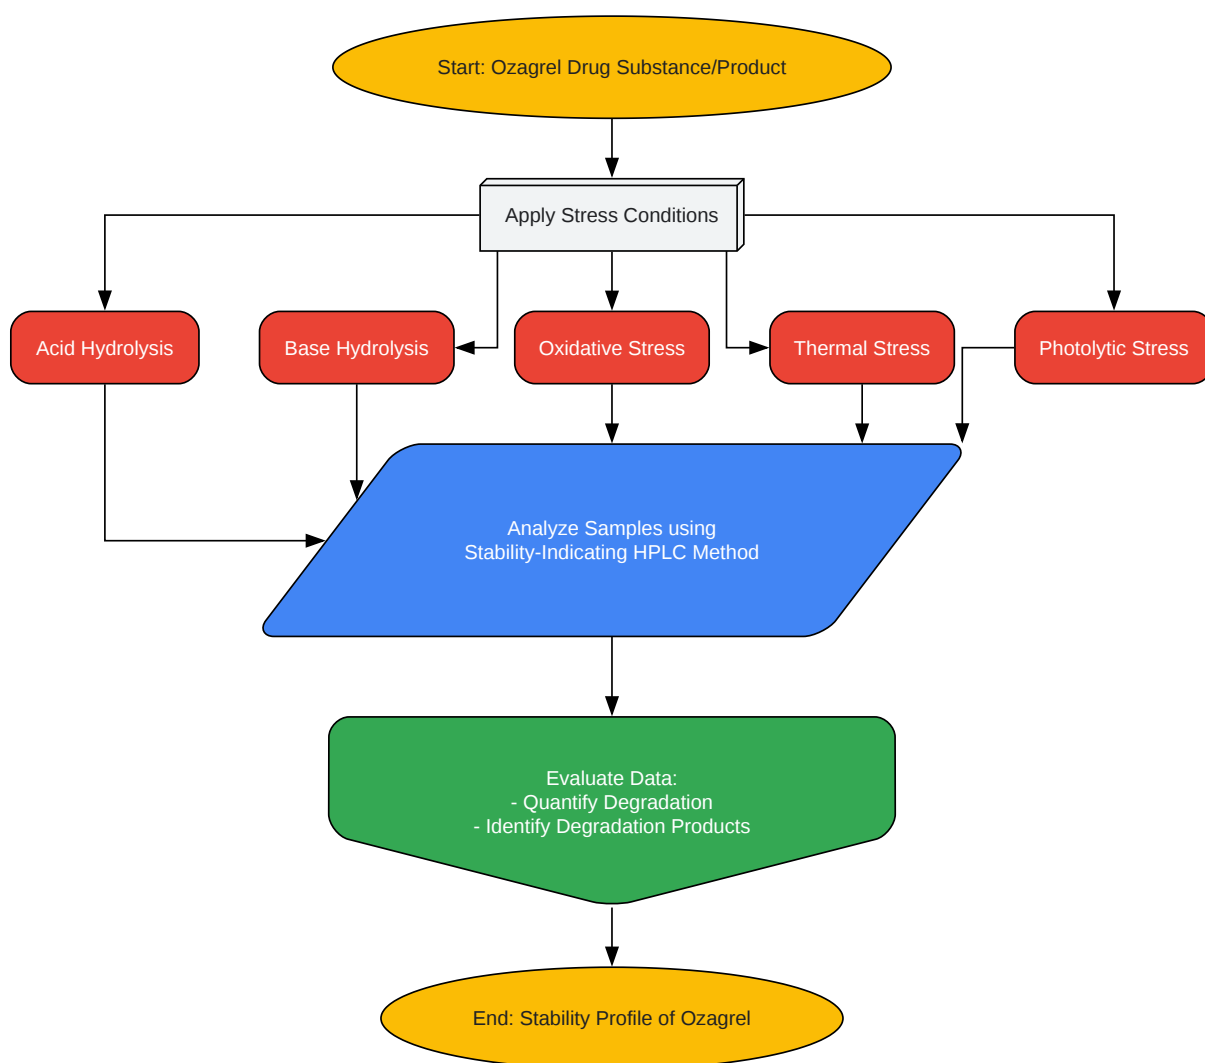 Start: Ozagrel Drug Substance/Product
Apply Stress Conditions
Acid Hydrolysis
Base Hydrolysis
Oxidative Stress
Thermal Stress
Photolytic Stress
Analyze Samples using
Stability-Indicating HPLC Method
Evaluate Data:
- Quantify Degradation
- Identify Degradation Products
End: Stability Profile of Ozagrel